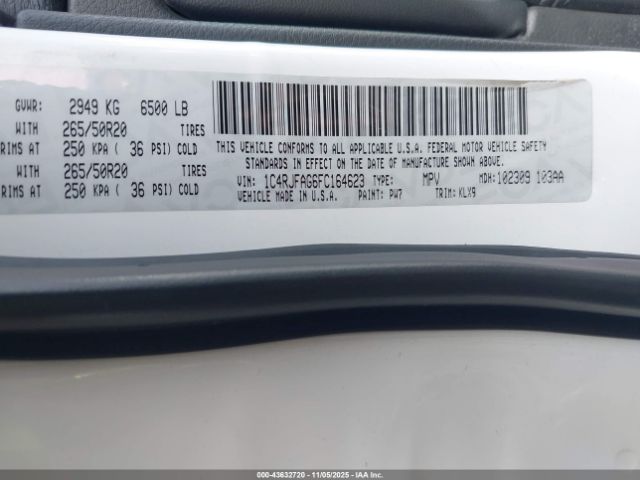 GVWR: 2949 KG 6500 LB
WITH 265/50R20 TIRES
RIMS AT 250 KPA ( 36 PSI) COLD
WITH 265/50R20 TIRES
RIMS AT 250 KPA ( 36 PSI) COLD
THIS VEHICLE CONFORMS TO ALL APPLICABLE U.S.A. FEDERAL MOTOR VEHICLE SAFETY
STANDARDS IN EFFECT ON THE DATE OF MANUFACTURE SHOWN ABOVE.
VIN: 1C4RJFAG6FC164623 TYPE: MPV MDH: 102309 103AA
VEHICLE MADE IN U.S.A. PAINT: PW7 TRIM: KLX9
000-43632720 - 11/05/2025 - IAAI.COM